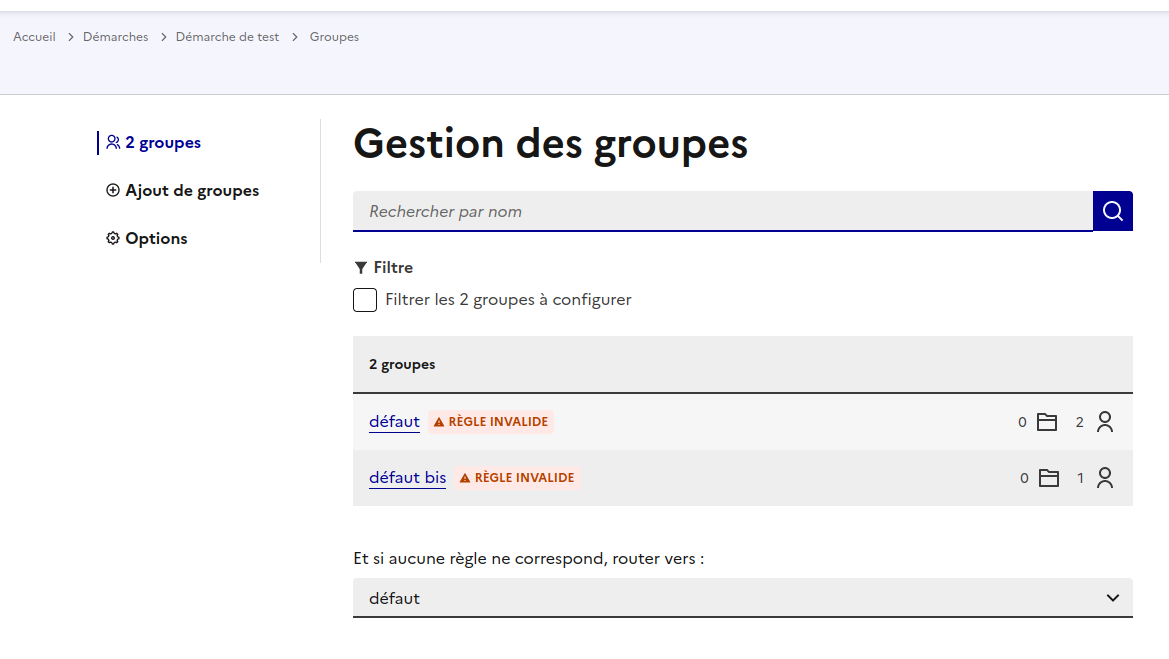 Accueil > Démarches > Démarche de test > Groupes
2 groupes
Ajout de groupes
Options
Gestion des groupes
Rechercher par nom
Filtre
Filtrer les 2 groupes à configurer
2 groupes
défaut RÈGLE INVALIDE 0 2
défaut bis RÈGLE INVALIDE 0 1
Et si aucune règle ne correspond, router vers :
défaut